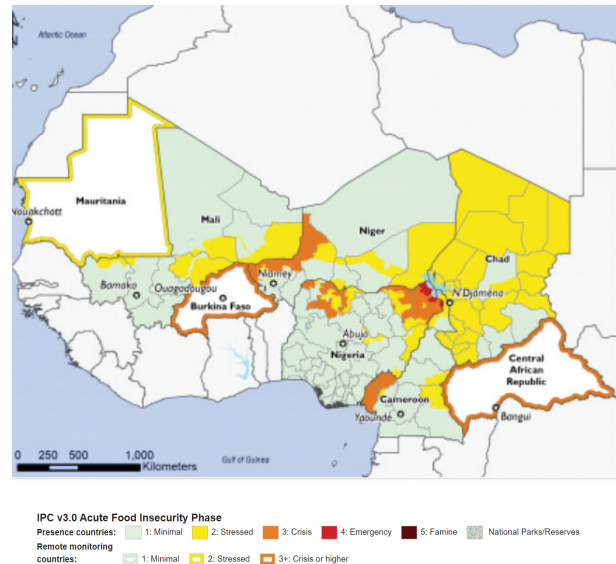 Atlantic Ocean
Mauritania
Nouakchott
Mali
Niger
Chad
Bamako
Ouagadougou
Niamey
N'Djaména
Burkina Faso
Abuja
Nigeria
Central
African
Republic
Cameroon
Yaoundé
Bangui
0 250 500 1,000
Kilometers
Gulf of Guinea
IPC v3.0 Acute Food Insecurity Phase
Presence countries: 1: Minimal 2: Stressed 3: Crisis 4: Emergency 5: Famine National Parks/Reserves
Remote monitoring
countries: 1: Minimal 2: Stressed 3+: Crisis or higher